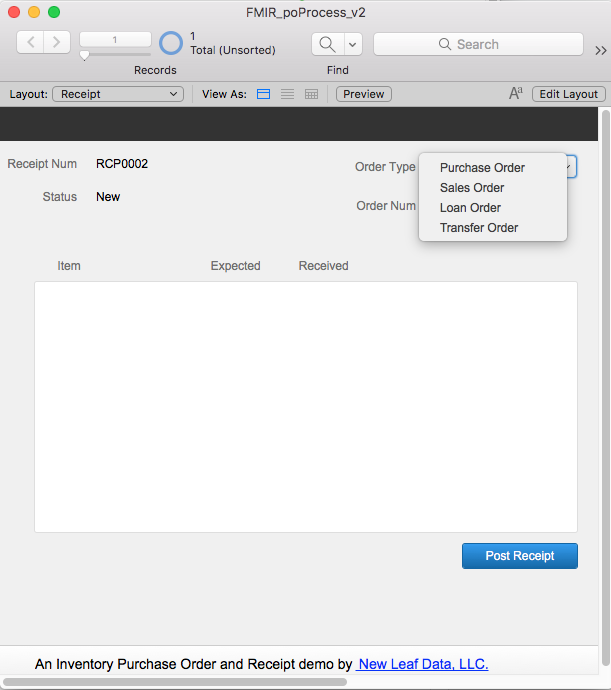 FMIR_poProcess_v2
1
1
Total (Unsorted)
Search
Records
Find
Layout: Receipt View As: Preview Aa Edit Layout
Receipt Num RCP0002
Order Type
Purchase Order
Sales Order
Loan Order
Transfer Order
Status New
Order Num
Item Expected Received
Post Receipt
An Inventory Purchase Order and Receipt demo by New Leaf Data, LLC.